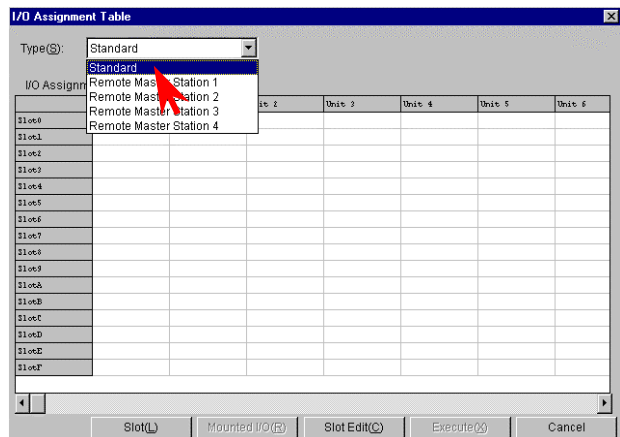 I/O Assignment Table
Type(S): Standard
Standard
Remote Master Station 1
Remote Master Station 2
Remote Master Station 3
Remote Master Station 4
I/O Assignm
Unit 3 Unit 4 Unit 5 Unit 6
Slot0
Slot1
Slot2
Slot3
Slot4
Slot5
Slot6
Slot7
Slot8
Slot9
SlotA
SlotB
SlotC
SlotD
SlotE
SlotF
Slot(L) Mounted I/O(R) Slot Edit(C) Execute(X) Cancel